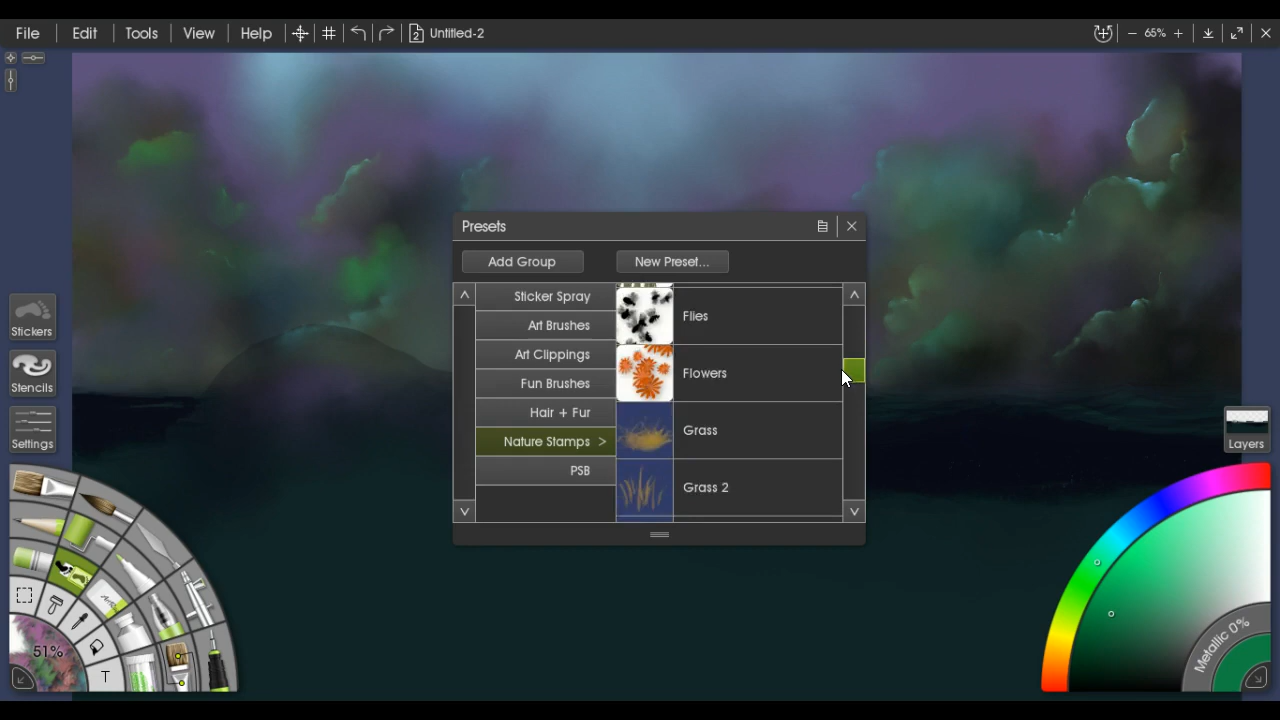 File Edit Tools View Help 2 Untitled-2 65%
Presets
Add Group New Preset...
Sticker Spray
Art Brushes
Art Clippings
Fun Brushes
Hair + Fur
Nature Stamps >
PSB
Flies
Flowers
Grass
Grass 2
Stickers
Stencils
Settings
Layers
51%
T
Metallic 0%